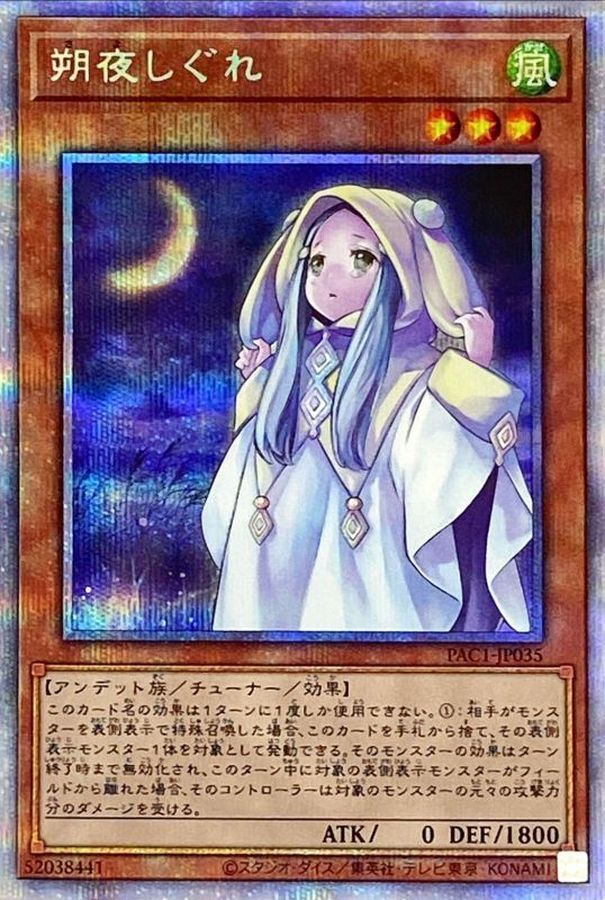 朔夜しぐれ
風
PAC1-JP035
【アンデット族/チューナー/効果】
このカード名の効果は1ターンに1度しか使用できない。①:相手がモンス
ターを表側表示で特殊召喚した場合、このカードを手札から捨て、その表側
表示モンスター1体を対象として発動できる。そのモンスターの効果はターン
終了時まで無効化され、このターン中に対象の表側表示モンスターがフィー
ルドから離れた場合、そのコントローラーは対象のモンスターの元々の攻撃力
分のダメージを受ける。
ATK/ 0 DEF/1800
52038441 ©スタジオ・ダイス/集英社・テレビ東京・KONAMI